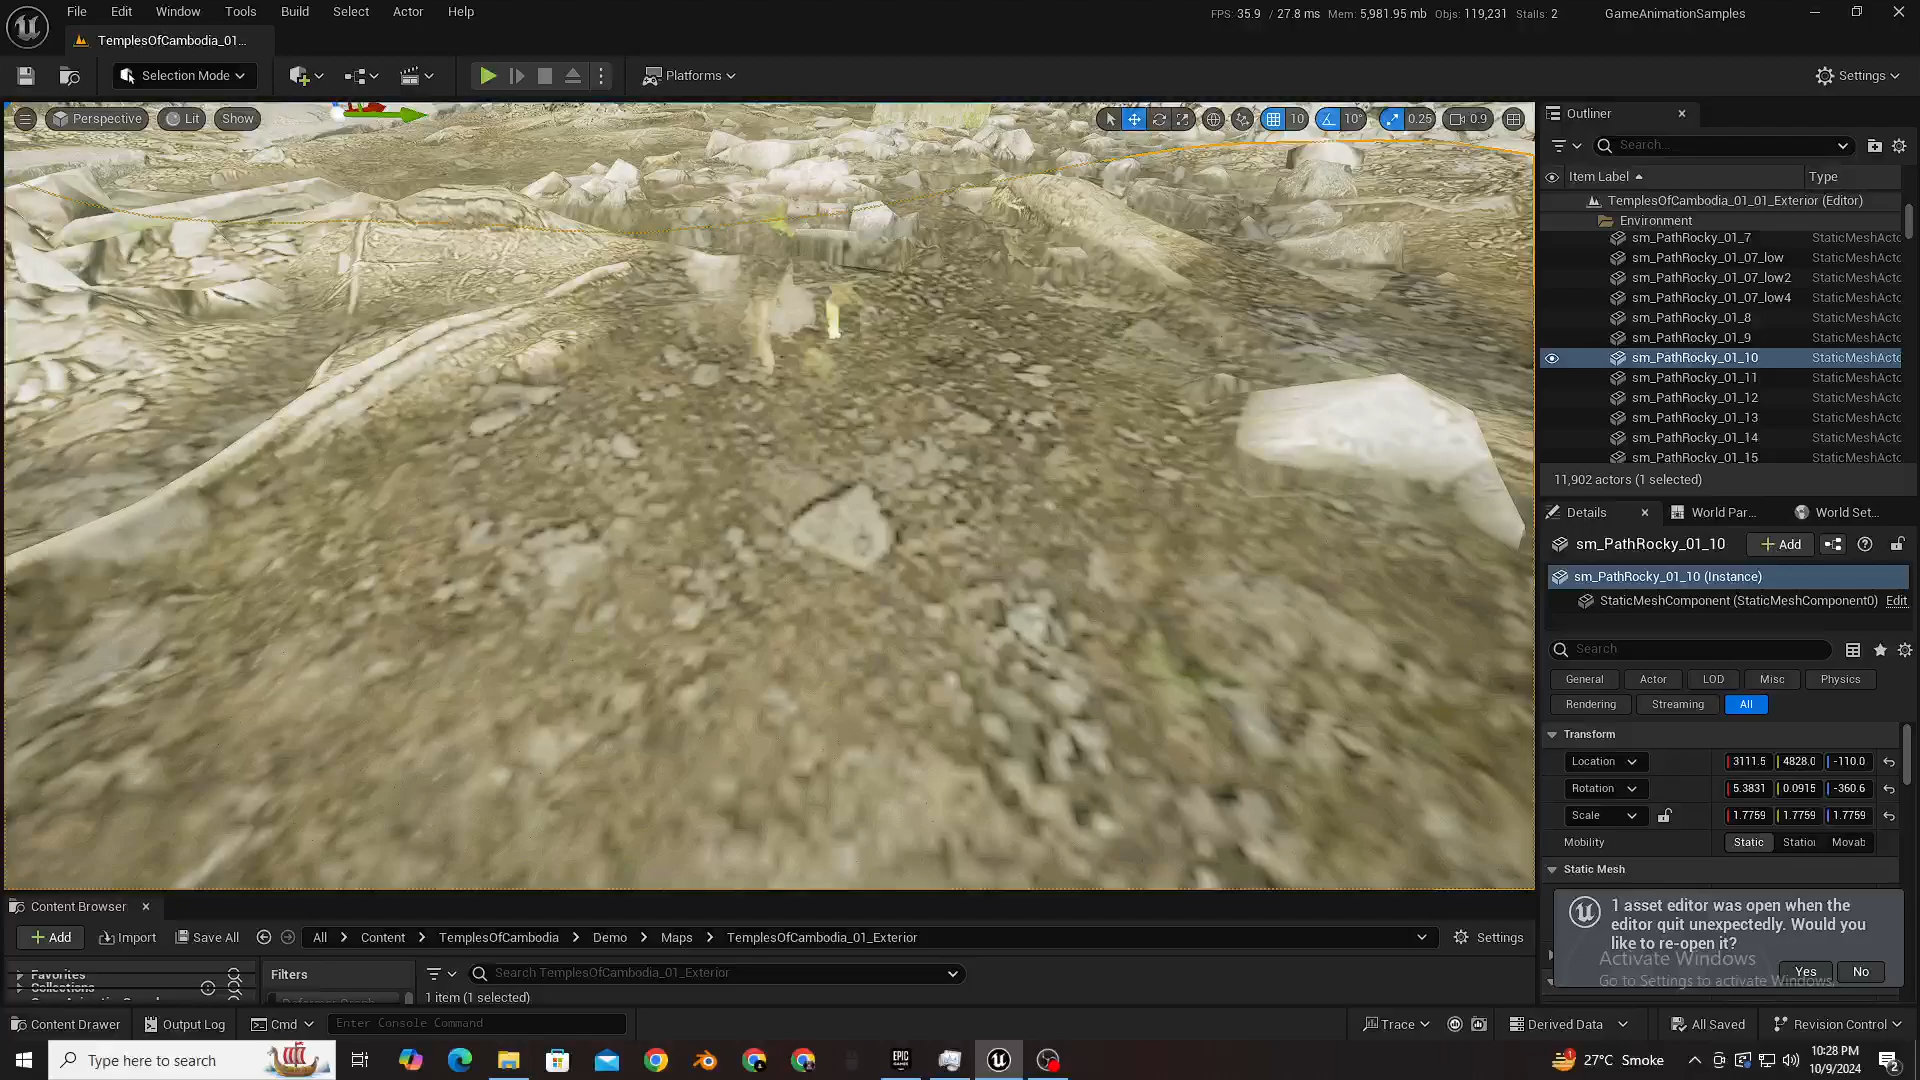 File Edit Window Tools Build Select Actor Help
FPS: 35.9 / 27.8 ms Mem: 5,981.95 mb Objs: 119,231 Stalls: 2
GameAnimationSamples
TemplesOfCambodia_01...
Selection Mode
Platforms
Settings
Perspective Lit Show
10 10° 0.25 0.9
Outliner
Search...
Item Label Type
TemplesOfCambodia_01_01_Exterior (Editor)
Environment
sm_PathRocky_01_7 StaticMeshActo
sm_PathRocky_01_07_low StaticMeshActo
sm_PathRocky_01_07_low2 StaticMeshActo
sm_PathRocky_01_07_low4 StaticMeshActo
sm_PathRocky_01_8 StaticMeshActo
sm_PathRocky_01_9 StaticMeshActo
sm_PathRocky_01_10 StaticMeshActo
sm_PathRocky_01_11 StaticMeshActo
sm_PathRocky_01_12 StaticMeshActo
sm_PathRocky_01_13 StaticMeshActo
sm_PathRocky_01_14 StaticMeshActo
sm_PathRocky_01_15 StaticMeshActo
11,902 actors (1 selected)
Details World Par... World Set...
sm_PathRocky_01_10 Add
sm_PathRocky_01_10 (Instance)
StaticMeshComponent (StaticMeshComponent0) Edit
Search
General Actor LOD Misc Physics
Rendering Streaming All
Transform
Location 3111.5 4828.0 -110.0
Rotation 5.3831 0.0915 -360.6
Scale 1.7759 1.7759 1.7759
Mobility Static Station Movab
Static Mesh
1 asset editor was open when the
editor quit unexpectedly. Would you
like to re-open it?
Yes No
Activate Windows
Go to Settings to activate Windows.
Content Browser
Add Import Save All All Content TemplesOfCambodia Demo Maps TemplesOfCambodia_01_Exterior Settings
Favorites
Collections
Filters
Search TemplesOfCambodia_01_Exterior
1 item (1 selected)
Content Drawer Output Log Cmd Enter Console Command
Trace Derived Data All Saved Revision Control
Type here to search
EPIC GAMES
1
27°C Smoke
10:28 PM
10/9/2024
2